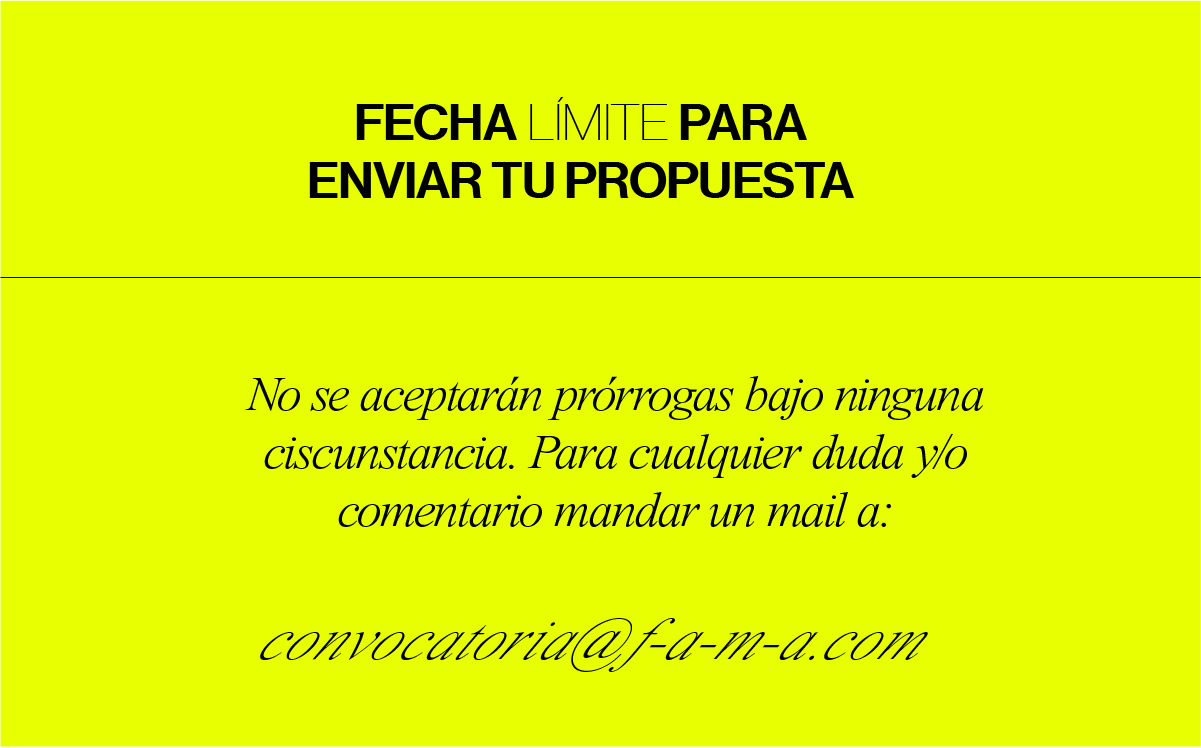 FECHA LÍMITE PARA
ENVIAR TU PROPUESTA
No se aceptarán prórrogas bajo ninguna
ciscunstancia. Para cualquier duda y/o
comentario mandar un mail a:
convocatoria@f-a-m-a.com